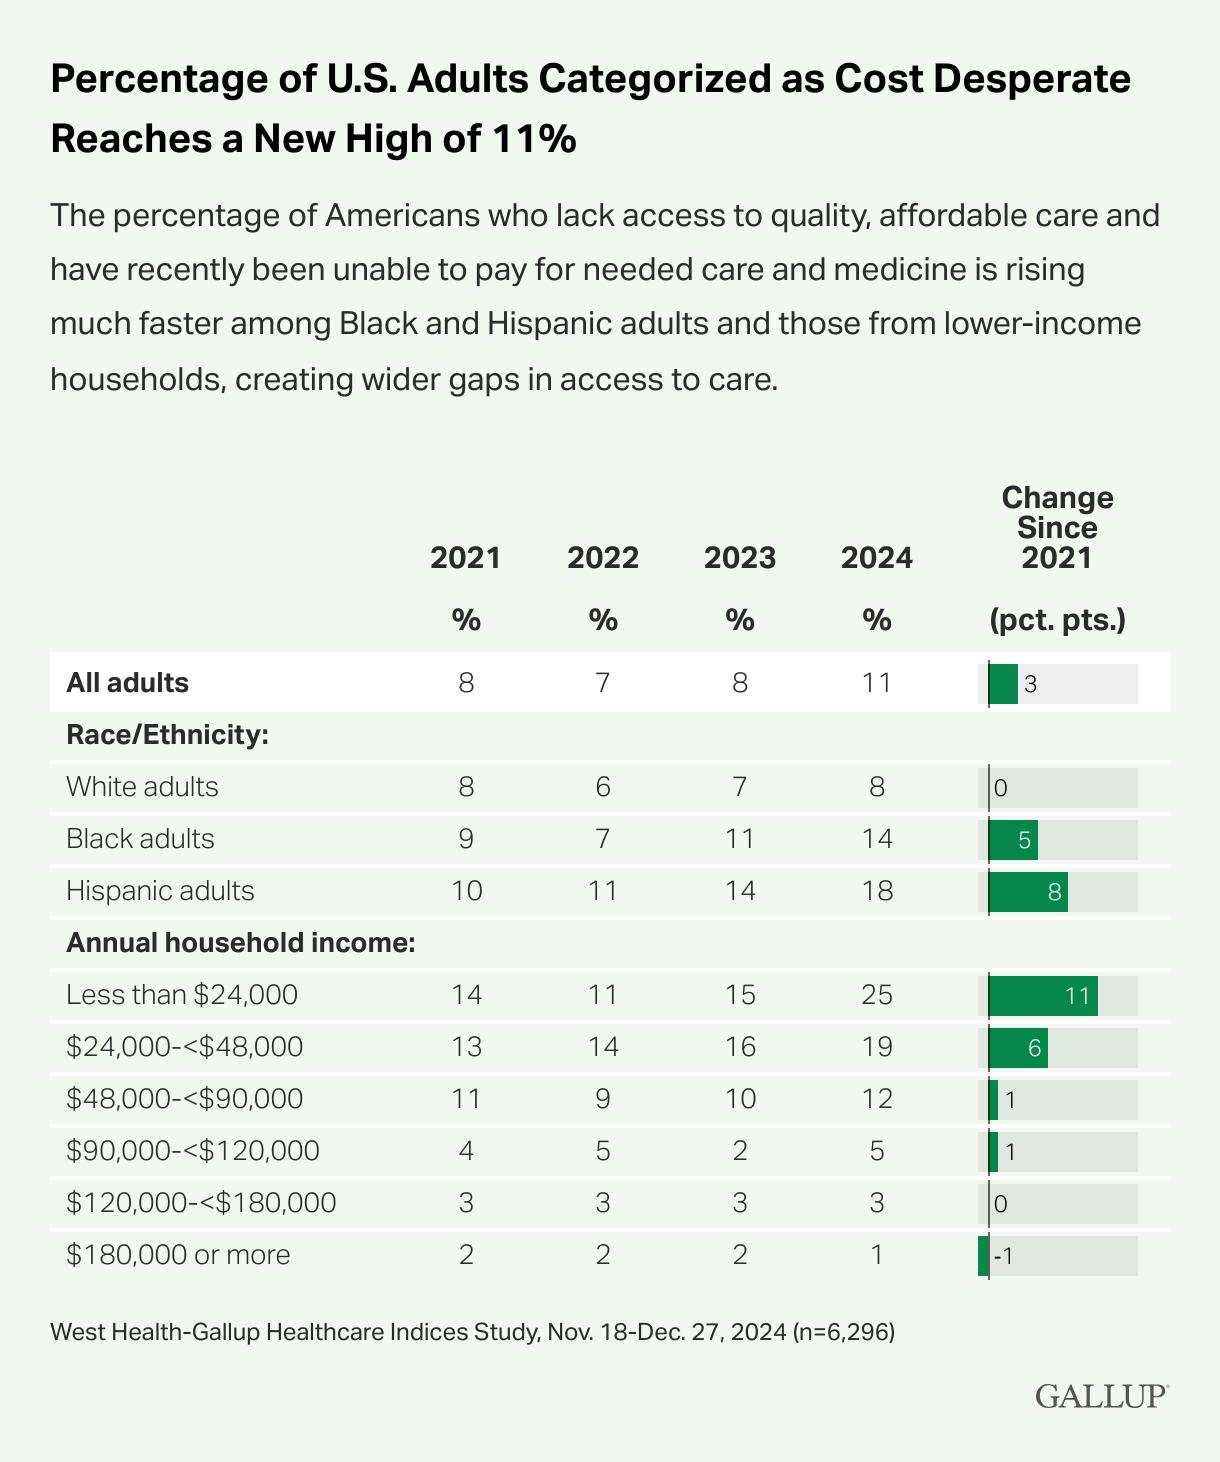 Percentage of U.S. Adults Categorized as Cost Desperate
Reaches a New High of 11%
The percentage of Americans who lack access to quality, affordable care and
have recently been unable to pay for needed care and medicine is rising
much faster among Black and Hispanic adults and those from lower-income
households, creating wider gaps in access to care.
Change
Since
2021 2022 2023 2024 2021
% % % % (pct. pts.)
All adults 8 7 8 11 3
Race/Ethnicity:
White adults 8 6 7 8 0
Black adults 9 7 11 14 5
Hispanic adults 10 11 14 18 8
Annual household income:
Less than $24,000 14 11 15 25 11
$24,000-<$48,000 13 14 16 19 6
$48,000-<$90,000 11 9 10 12 1
$90,000-<$120,000 4 5 2 5 1
$120,000-<$180,000 3 3 3 3 0
$180,000 or more 2 2 2 1 -1
West Health-Gallup Healthcare Indices Study, Nov. 18-Dec. 27, 2024 (n=6,296)
GALLUP®